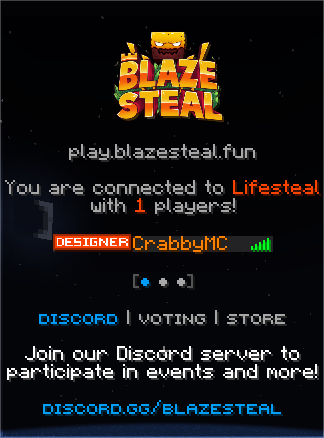 BLAZE
STEAL
play.blazesteal.fun
You are connected to Lifesteal
with 1 players!
DESIGNER CrabbyMC
[• • •]
DISCORD | VOTING | STORE
Join our Discord server to
participate in events and more!
DISCORD.GG/BLAZESTEAL